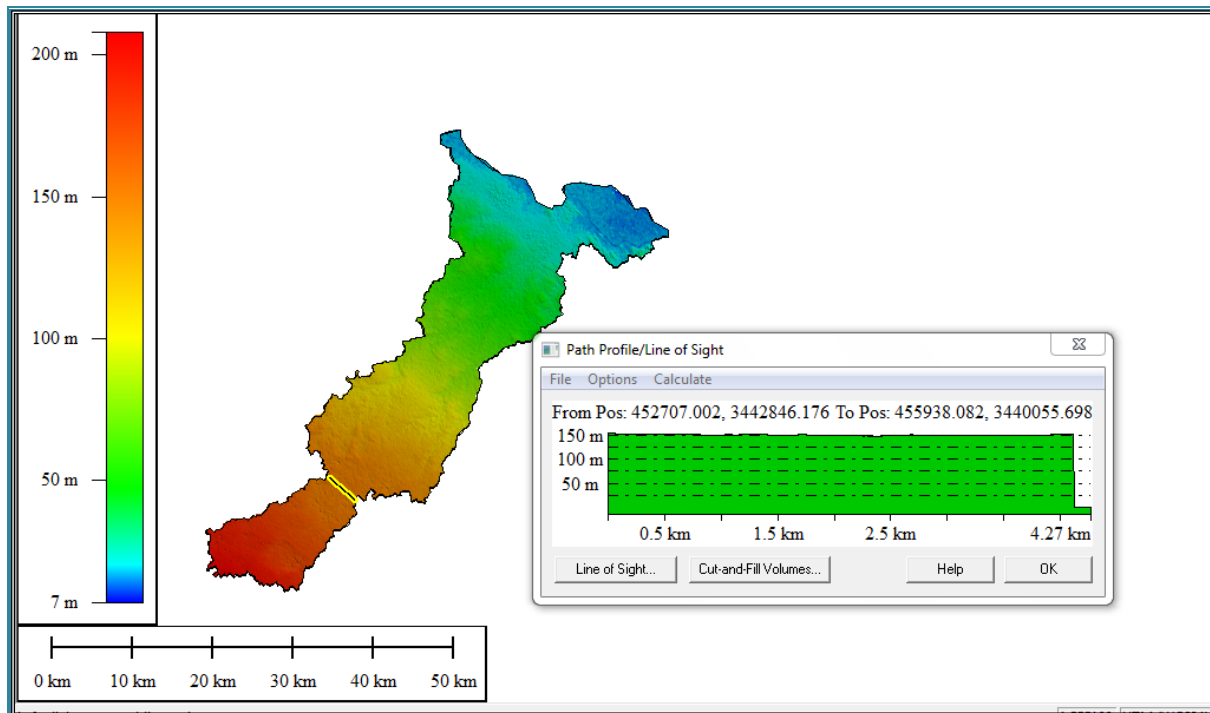 200 m
150 m
100 m
50 m
7 m
0 km 10 km 20 km 30 km 40 km 50 km
Path Profile/Line of Sight
File Options Calculate
From Pos: 452707.002, 3442846.176 To Pos: 455938.082, 3440055.698
150 m
100 m
50 m
0.5 km 1.5 km 2.5 km 4.27 km
Line of Sight... Cut-and-Fill Volumes... Help OK